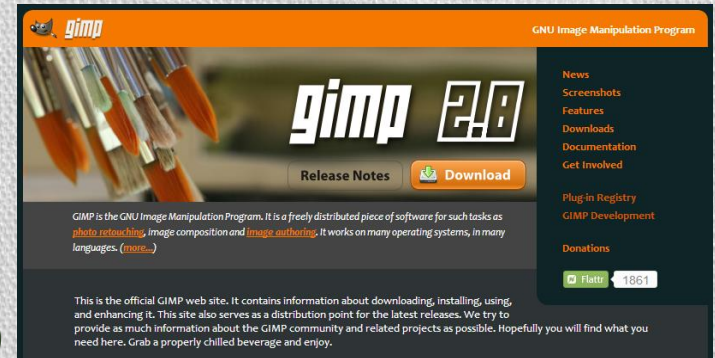 gimp
GNU Image Manipulation Program
gimp 2.8
Release Notes
Download
News
Screenshots
Features
Downloads
Documentation
Get Involved
Plug-in Registry
GIMP Development
Donations
Flattr 1861
GIMP is the GNU Image Manipulation Program. It is a freely distributed piece of software for such tasks as
photo retouching, image composition and image authoring. It works on many operating systems, in many
languages. (more...)
This is the official GIMP web site. It contains information about downloading, installing, using,
and enhancing it. This site also serves as a distribution point for the latest releases. We try to
provide as much information about the GIMP community and related projects as possible. Hopefully you will find what you
need here. Grab a properly chilled beverage and enjoy.